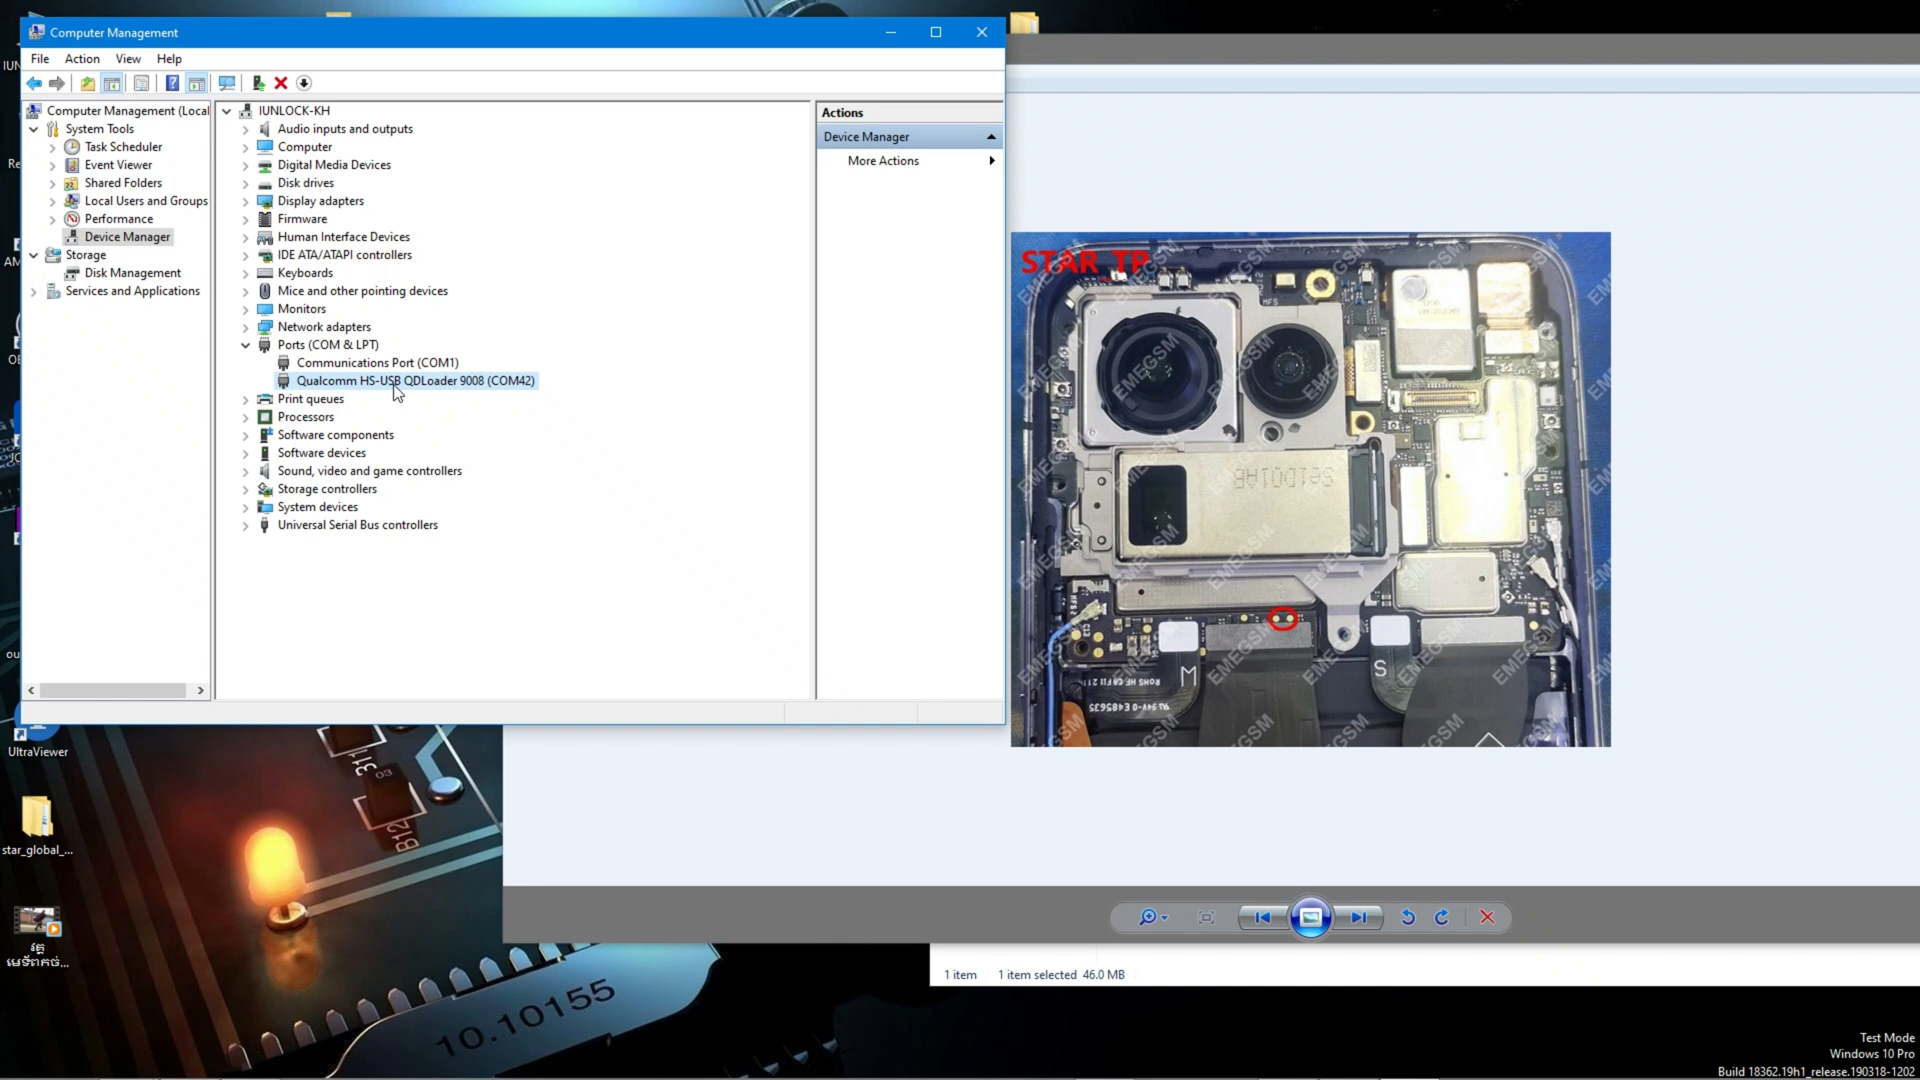 Computer Management
File Action View Help
Computer Management (Local
System Tools
Task Scheduler
Event Viewer
Shared Folders
Local Users and Groups
Performance
Device Manager
Storage
Disk Management
Services and Applications
IUNLOCK-KH
Audio inputs and outputs
Computer
Digital Media Devices
Disk drives
Display adapters
Firmware
Human Interface Devices
IDE ATA/ATAPI controllers
Keyboards
Mice and other pointing devices
Monitors
Network adapters
Ports (COM & LPT)
Communications Port (COM1)
Qualcomm HS-USB QDLoader 9008 (COM42)
Print queues
Processors
Software components
Software devices
Sound, video and game controllers
Storage controllers
System devices
Universal Serial Bus controllers
Actions
Device Manager
More Actions
STAR TP
EMEGSM
MFS
S
M
UltraViewer
star_global_...
10.10155
B12
1 item 1 item selected 46.0 MB
Test Mode
Windows 10 Pro
Build 18362.19h1_release.190318-1202